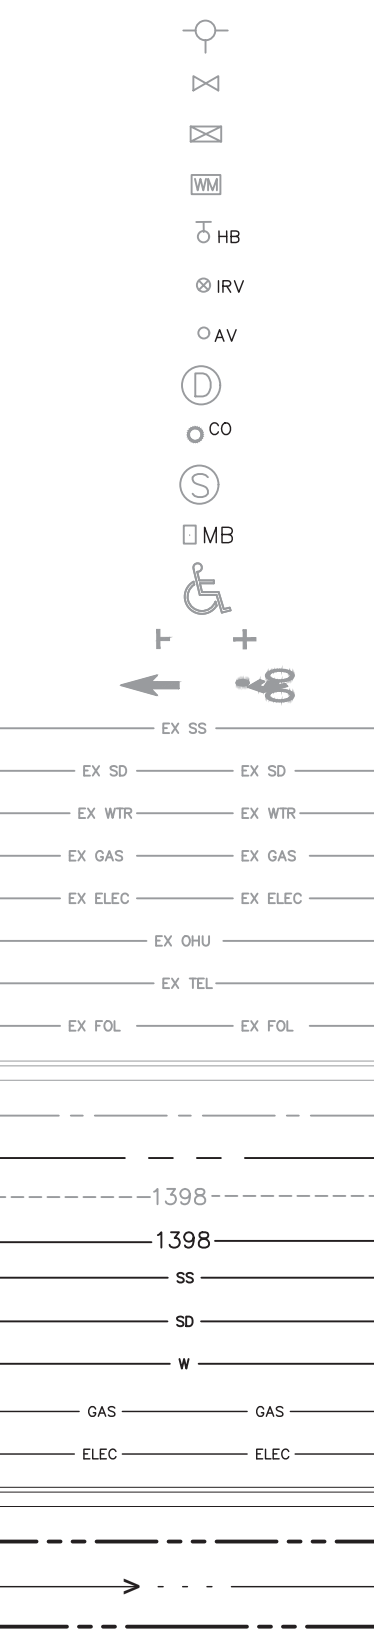 WM
HB
IRV
AV
D
CO
S
MB
EX SS
EX SD EX SD
EX WTR EX WTR
EX GAS EX GAS
EX ELEC EX ELEC
EX OHU
EX TEL
EX FOL EX FOL
1398
1398
SS
SD
W
GAS GAS
ELEC ELEC